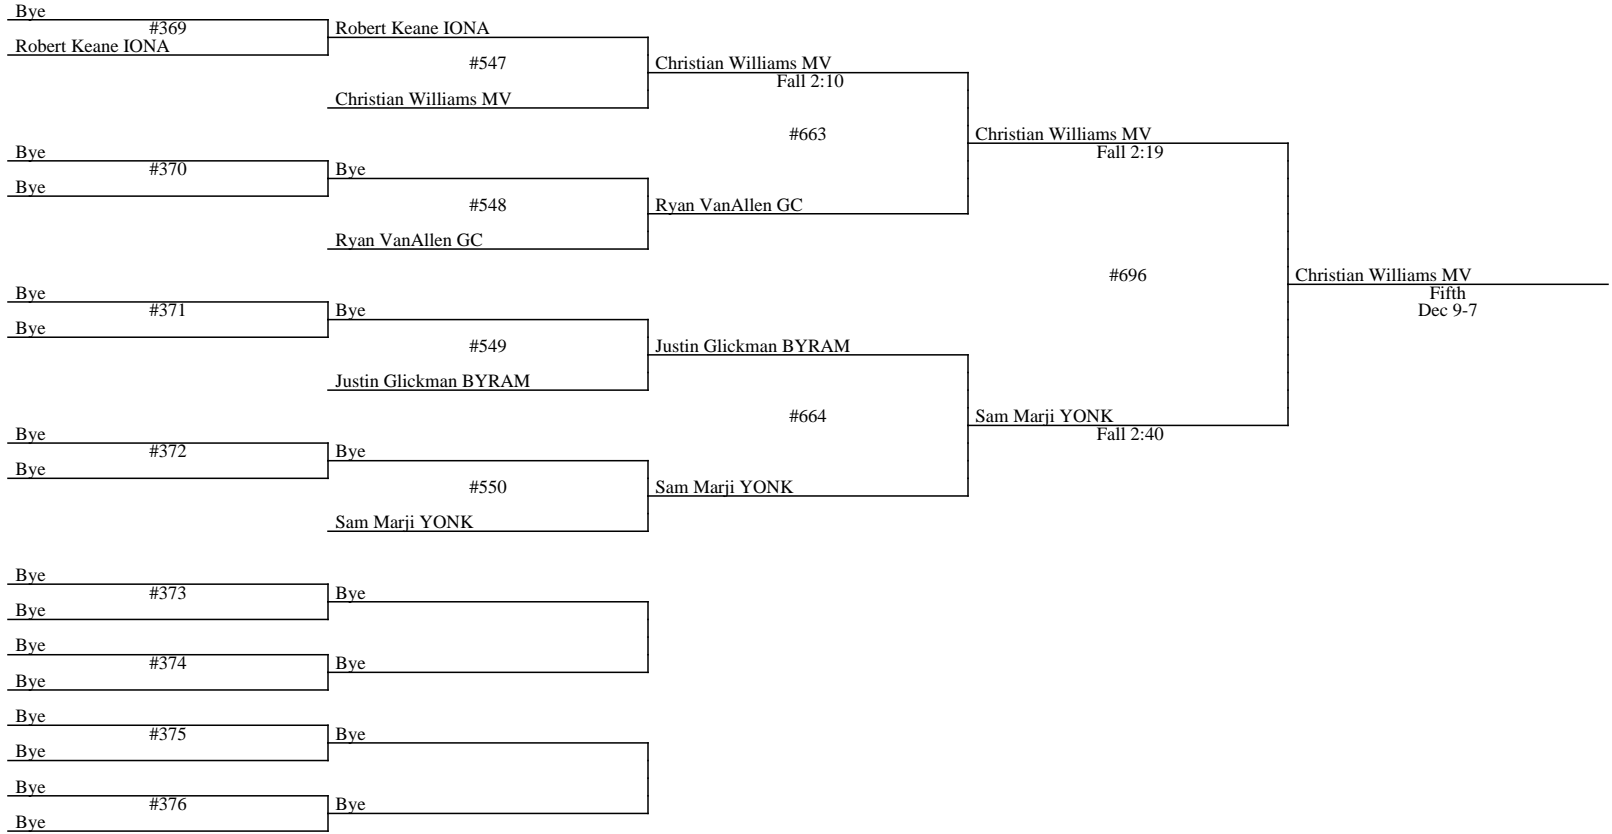 Bye
#369
Robert Keane IONA
Robert Keane IONA
#547
Christian Williams MV
Christian Williams MV
Fall 2:10
#663
Christian Williams MV
Fall 2:19
Bye
#370
Bye
Bye
#548
Ryan VanAllen GC
Ryan VanAllen GC
#696
Christian Williams MV
Fifth
Dec 9-7
Bye
#371
Bye
Bye
#549
Justin Glickman BYRAM
Justin Glickman BYRAM
#664
Sam Marji YONK
Fall 2:40
Bye
#372
Bye
Bye
#550
Sam Marji YONK
Sam Marji YONK
Bye
#373
Bye
Bye
Bye
#374
Bye
Bye
Bye
#375
Bye
Bye
Bye
#376
Bye
Bye